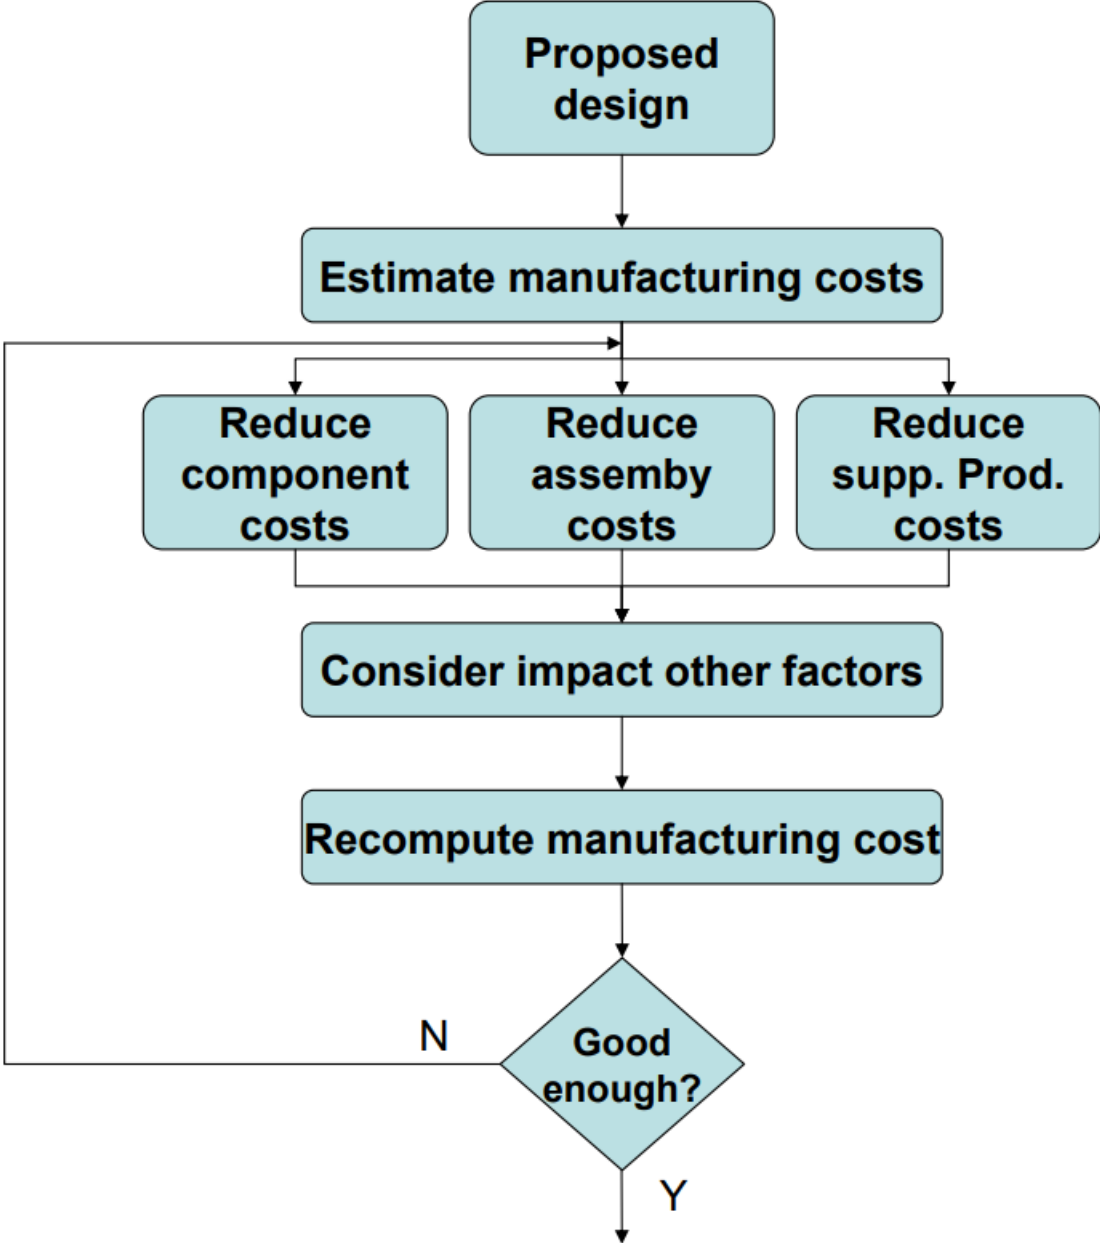 Proposed
design
Estimate manufacturing costs
Reduce
component
costs
Reduce
assemby
costs
Reduce
supp. Prod.
costs
Consider impact other factors
Recompute manufacturing cost
Good
enough?
N
Y